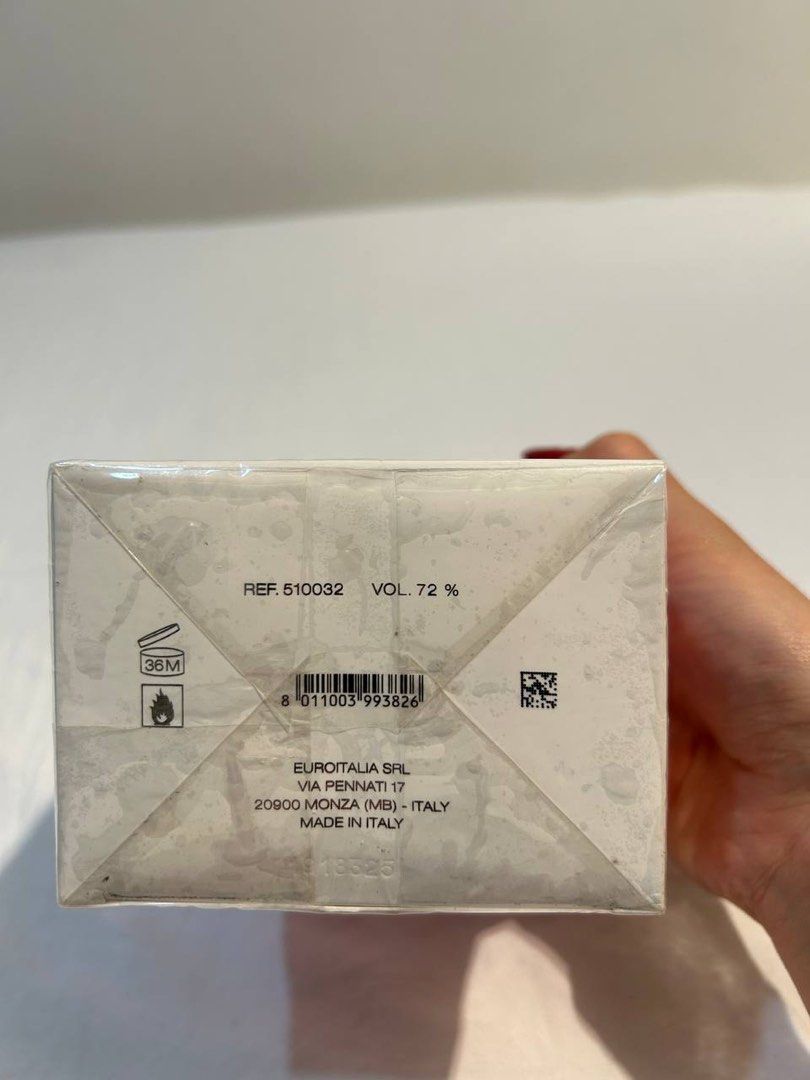 REF. 510032 VOL. 72 %
36M
8 011003 993826
EUROITALIA SRL
VIA PENNATI 17
20900 MONZA (MB) - ITALY
MADE IN ITALY